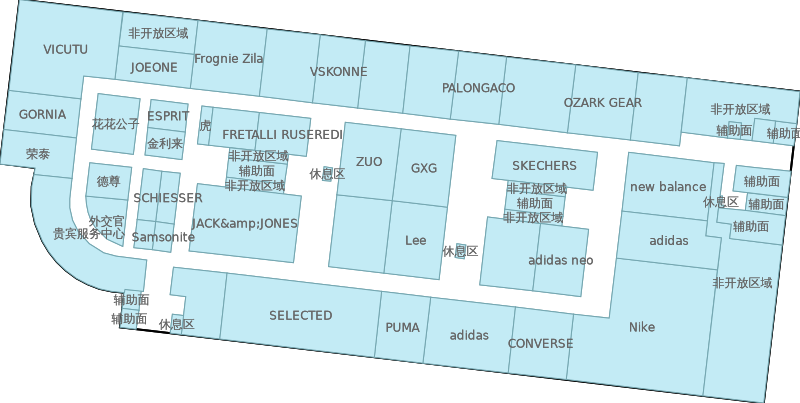 VICUTU
非开放区域
JOEONE
Frognie Zila
VSKONNE
PALONGACO
OZARK GEAR
非开放区域
辅助面
辅助面
GORNIA
荣泰
花花公子
ESPRIT
金利来
虎
FRETALLI
RUSEREDI
非开放区域
辅助面
非开放区域
休息区
ZUO
GXG
SKECHERS
非开放区域
辅助面
非开放区域
new balance
休息区
辅助面
辅助面
辅助面
德尊
SCHIESSER
外交官
贵宾服务中心
Samsonite
JACK&amp;JONES
Lee
休息区
adidas neo
adidas
非开放区域
辅助面
辅助面
休息区
SELECTED
PUMA
adidas
CONVERSE
Nike